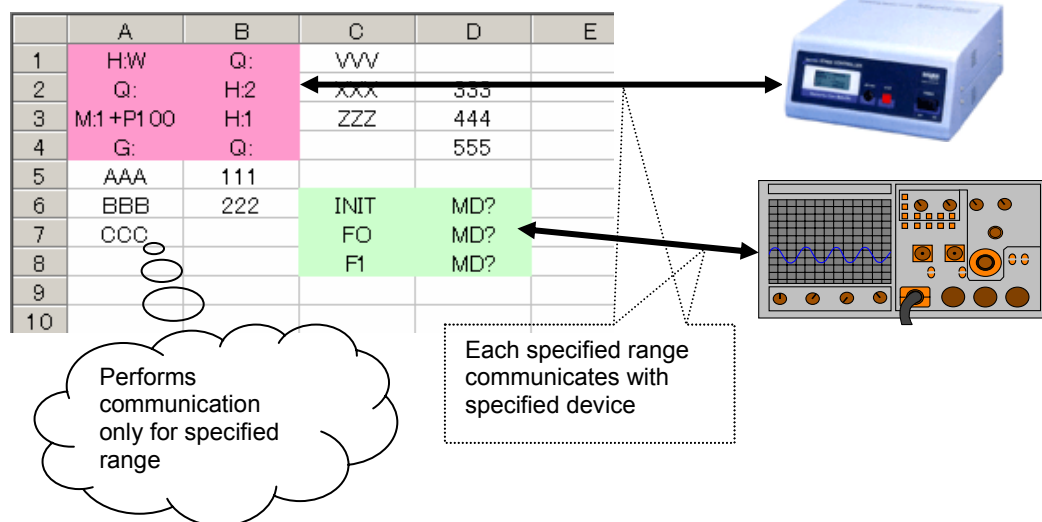 A B C D E
1 H:W Q: VVV
2 Q: H:2 XXX 333
3 M:1+P100 H:1 ZZZ 444
4 G: Q: 555
5 AAA 111
6 BBB 222 INIT MD?
7 CCC FO MD?
8 F1 MD?
9
10
Performs
communication
only for specified
range
Each specified range
communicates with
specified device